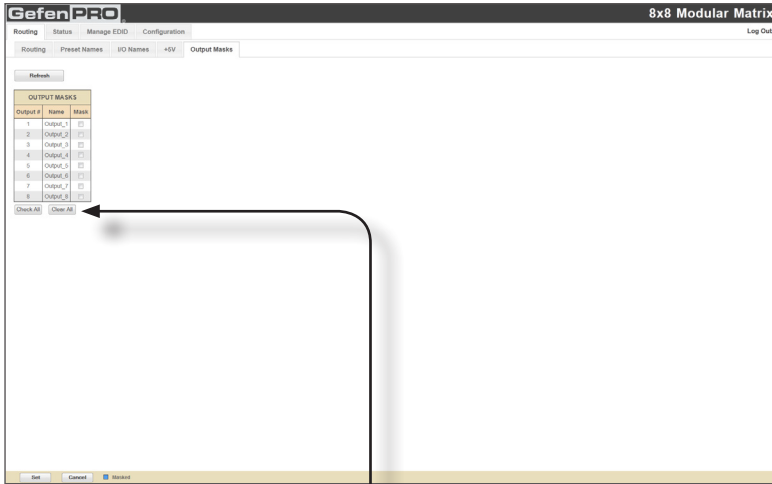 Gefen PRO ®
8x8 Modular Matrix
Routing Status Manage EDID Configuration
Log Out
Routing Preset Names I/O Names +5V Output Masks
Refresh
OUTPUT MASKS
Output # Name Mask
1 Output_1
2 Output_2
3 Output_3
4 Output_4
5 Output_5
6 Output_6
7 Output_7
8 Output_8
Check All Clear All
Set Cancel Masked